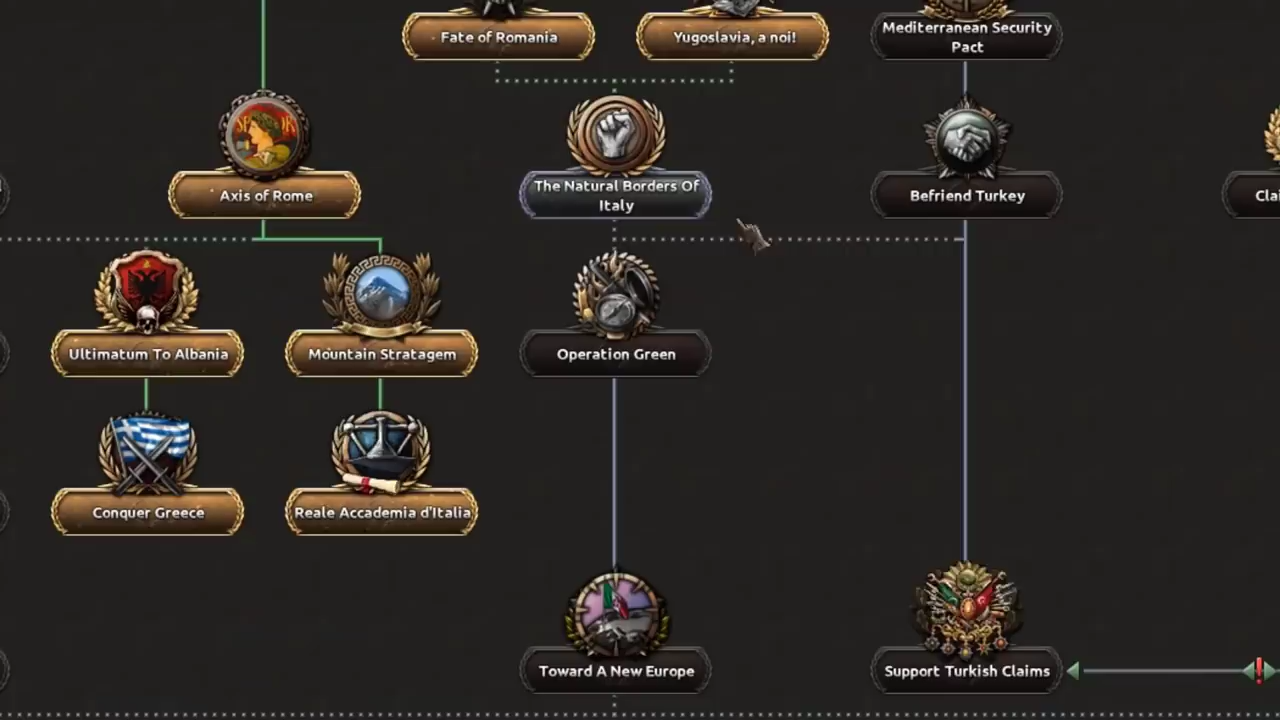 Fate of Romania
Yugoslavia, a noi!
Mediterranean Security
Pact
Axis of Rome
The Natural Borders Of
Italy
Befriend Turkey
Clai
Ultimatum To Albania
Mountain Stratagem
Operation Green
Conquer Greece
Reale Accademia d'Italia
Toward A New Europe
Support Turkish Claims